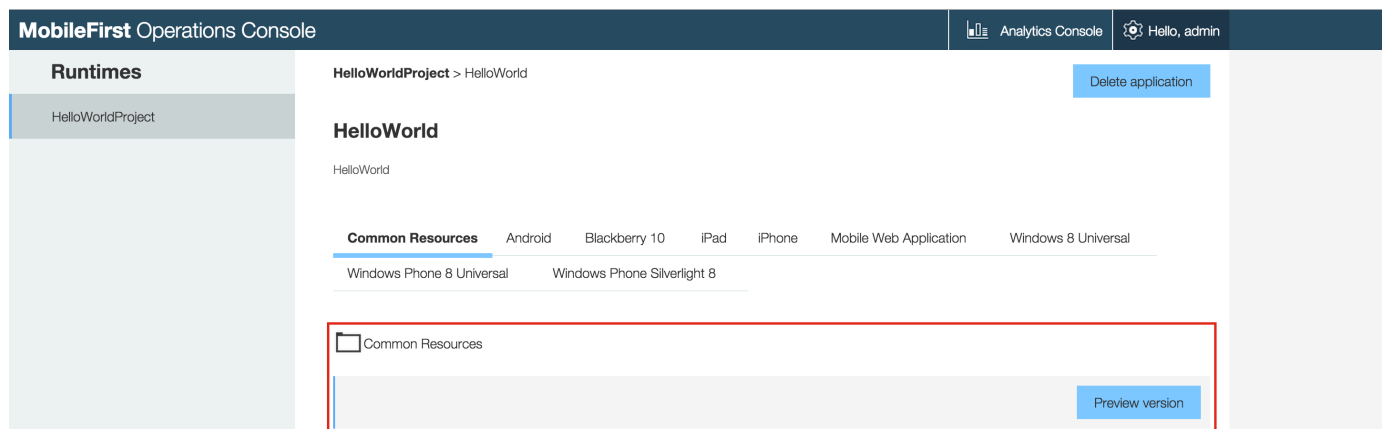 MobileFirst Operations Console
Analytics Console
Hello, admin
Runtimes
HelloWorldProject
HelloWorldProject > HelloWorld
Delete application
HelloWorld
HelloWorld
Common Resources Android Blackberry 10 iPad iPhone Mobile Web Application Windows 8 Universal
Windows Phone 8 Universal Windows Phone Silverlight 8
Common Resources
Preview version